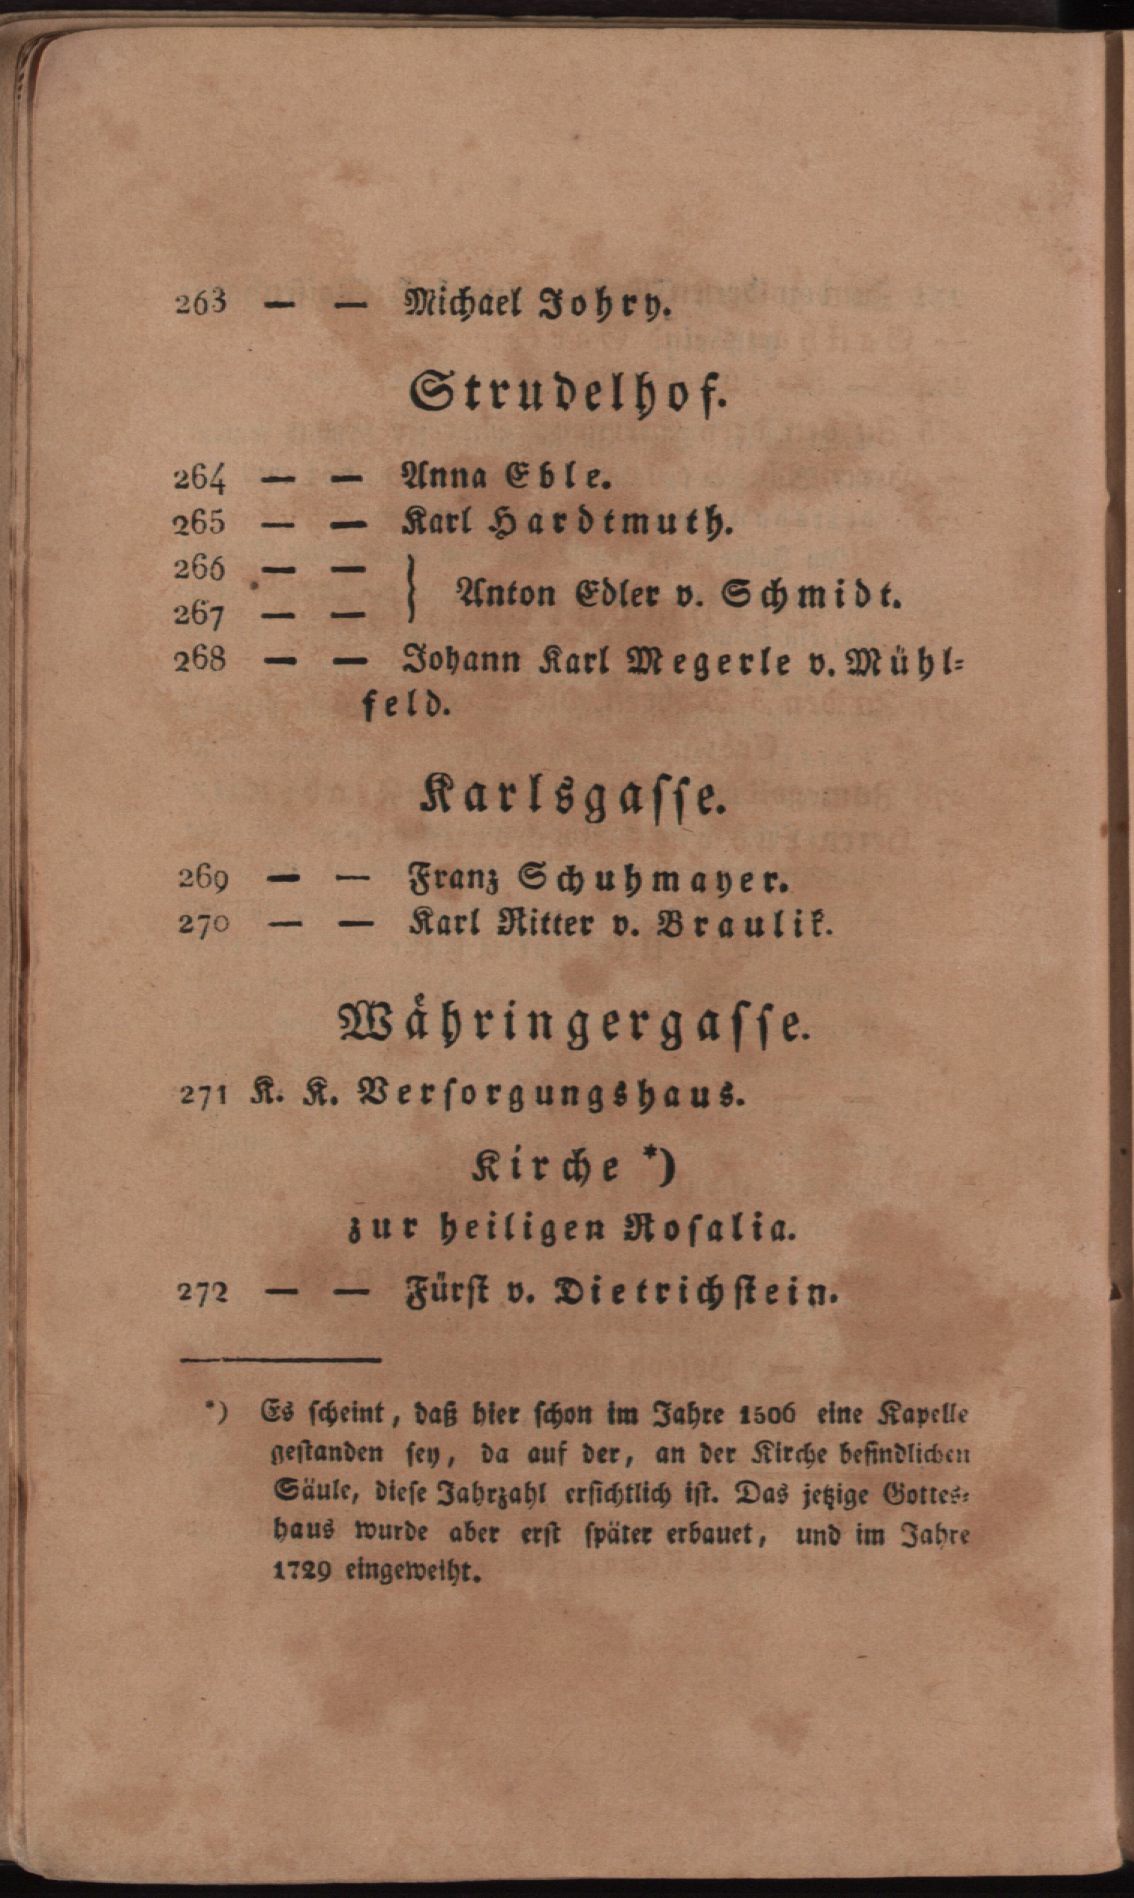 263 — — Michael Johry.
Strudelhof.
264 — — Anna Eble.
265 — — Karl Hardtmuth.
266 — —
267 — — } Anton Edler v. Schmidt.
268 — — Johann Karl Megerle v. Mühl-
feld.
Karlsgasse.
269 — — Franz Schuhmayer.
270 — — Karl Ritter v. Braulik.
Währingergasse.
271 K. K. Versorgungshaus.
Kirche *)
zur heiligen Rosalia.
272 — — Fürst v. Dietrichstein.
*) Es scheint, daß hier schon im Jahre 1506 eine Kapelle
gestanden sey, da auf der, an der Kirche befindlichen
Säule, diese Jahrzahl ersichtlich ist. Das jetzige Gottes-
haus wurde aber erst später erbauet, und im Jahre
1729 eingeweiht.